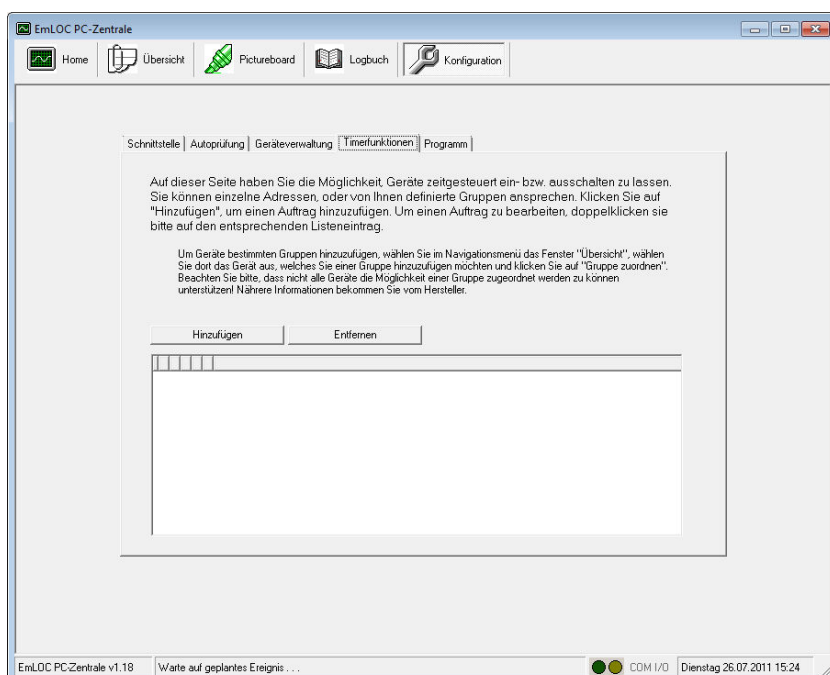 EmLOC PC-Zentrale
Home Übersicht Pictureboard Logbuch Konfiguration
Schnittstelle Autoprüfung Geräteverwaltung Timerfunktionen Programm
Auf dieser Seite haben Sie die Möglichkeit, Geräte zeitgesteuert ein- bzw. ausschalten zu lassen.
Sie können einzelne Adressen, oder von Ihnen definierte Gruppen ansprechen. Klicken Sie auf
"Hinzufügen", um einen Auftrag hinzuzufügen. Um einen Auftrag zu bearbeiten, doppelklicken sie
bitte auf den entsprechenden Listeneintrag.
Um Geräte bestimmten Gruppen hinzuzufügen, wählen Sie im Navigationsmenü das Fenster "Übersicht", wählen
Sie dort das Gerät aus, welches Sie einer Gruppe hinzufügen möchten und klicken Sie auf "Gruppe zuordnen".
Beachten Sie bitte, dass nicht alle Geräte die Möglichkeit einer Gruppe zugeordnet werden zu können
unterstützen! Nährere Informationen bekommen Sie vom Hersteller.
Hinzufügen Entfernen
EmLOC PC-Zentrale v1.18 Warte auf geplantes Ereignis . . . COM I/O Dienstag 26.07.2011 15:24